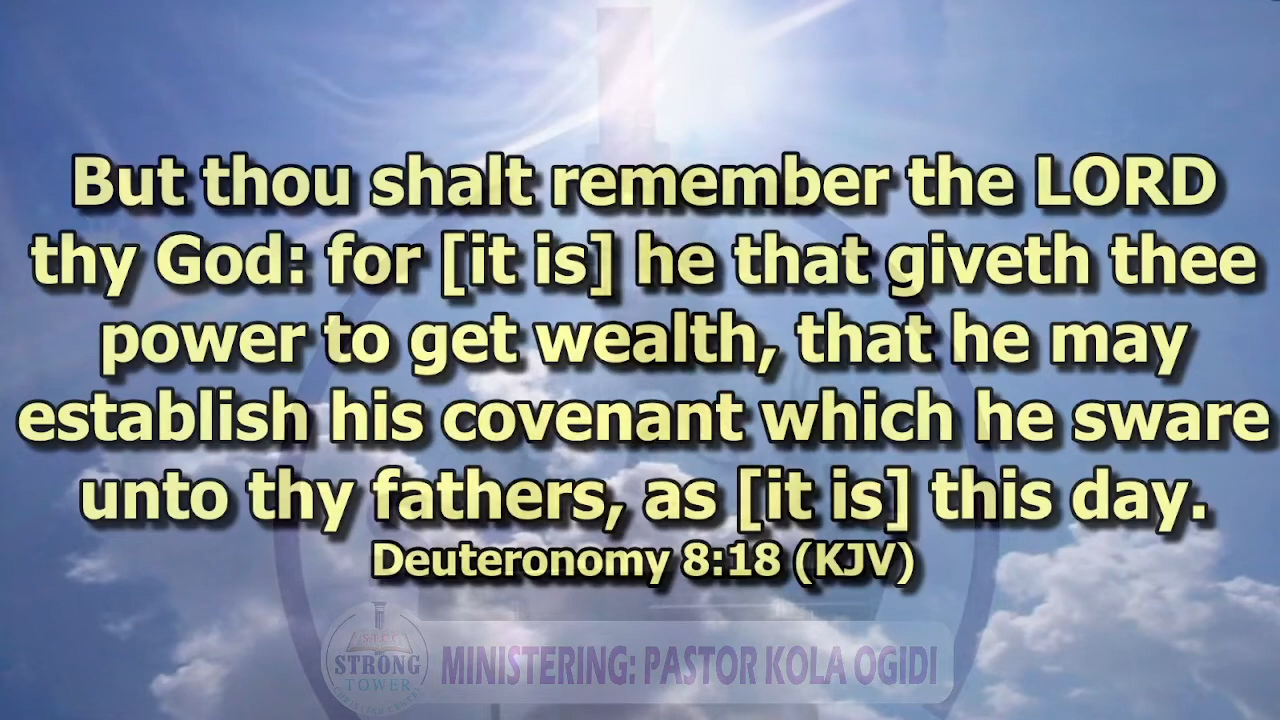 But thou shalt remember the LORD
thy God: for [it is] he that giveth thee
power to get wealth, that he may
establish his covenant which he sware
unto thy fathers, as [it is] this day.
Deuteronomy 8:18 (KJV)
S.T.C.C
STRONG
TOWER
CHRISTIAN CENTRE
MINISTERING: PASTOR KOLA OGIDI